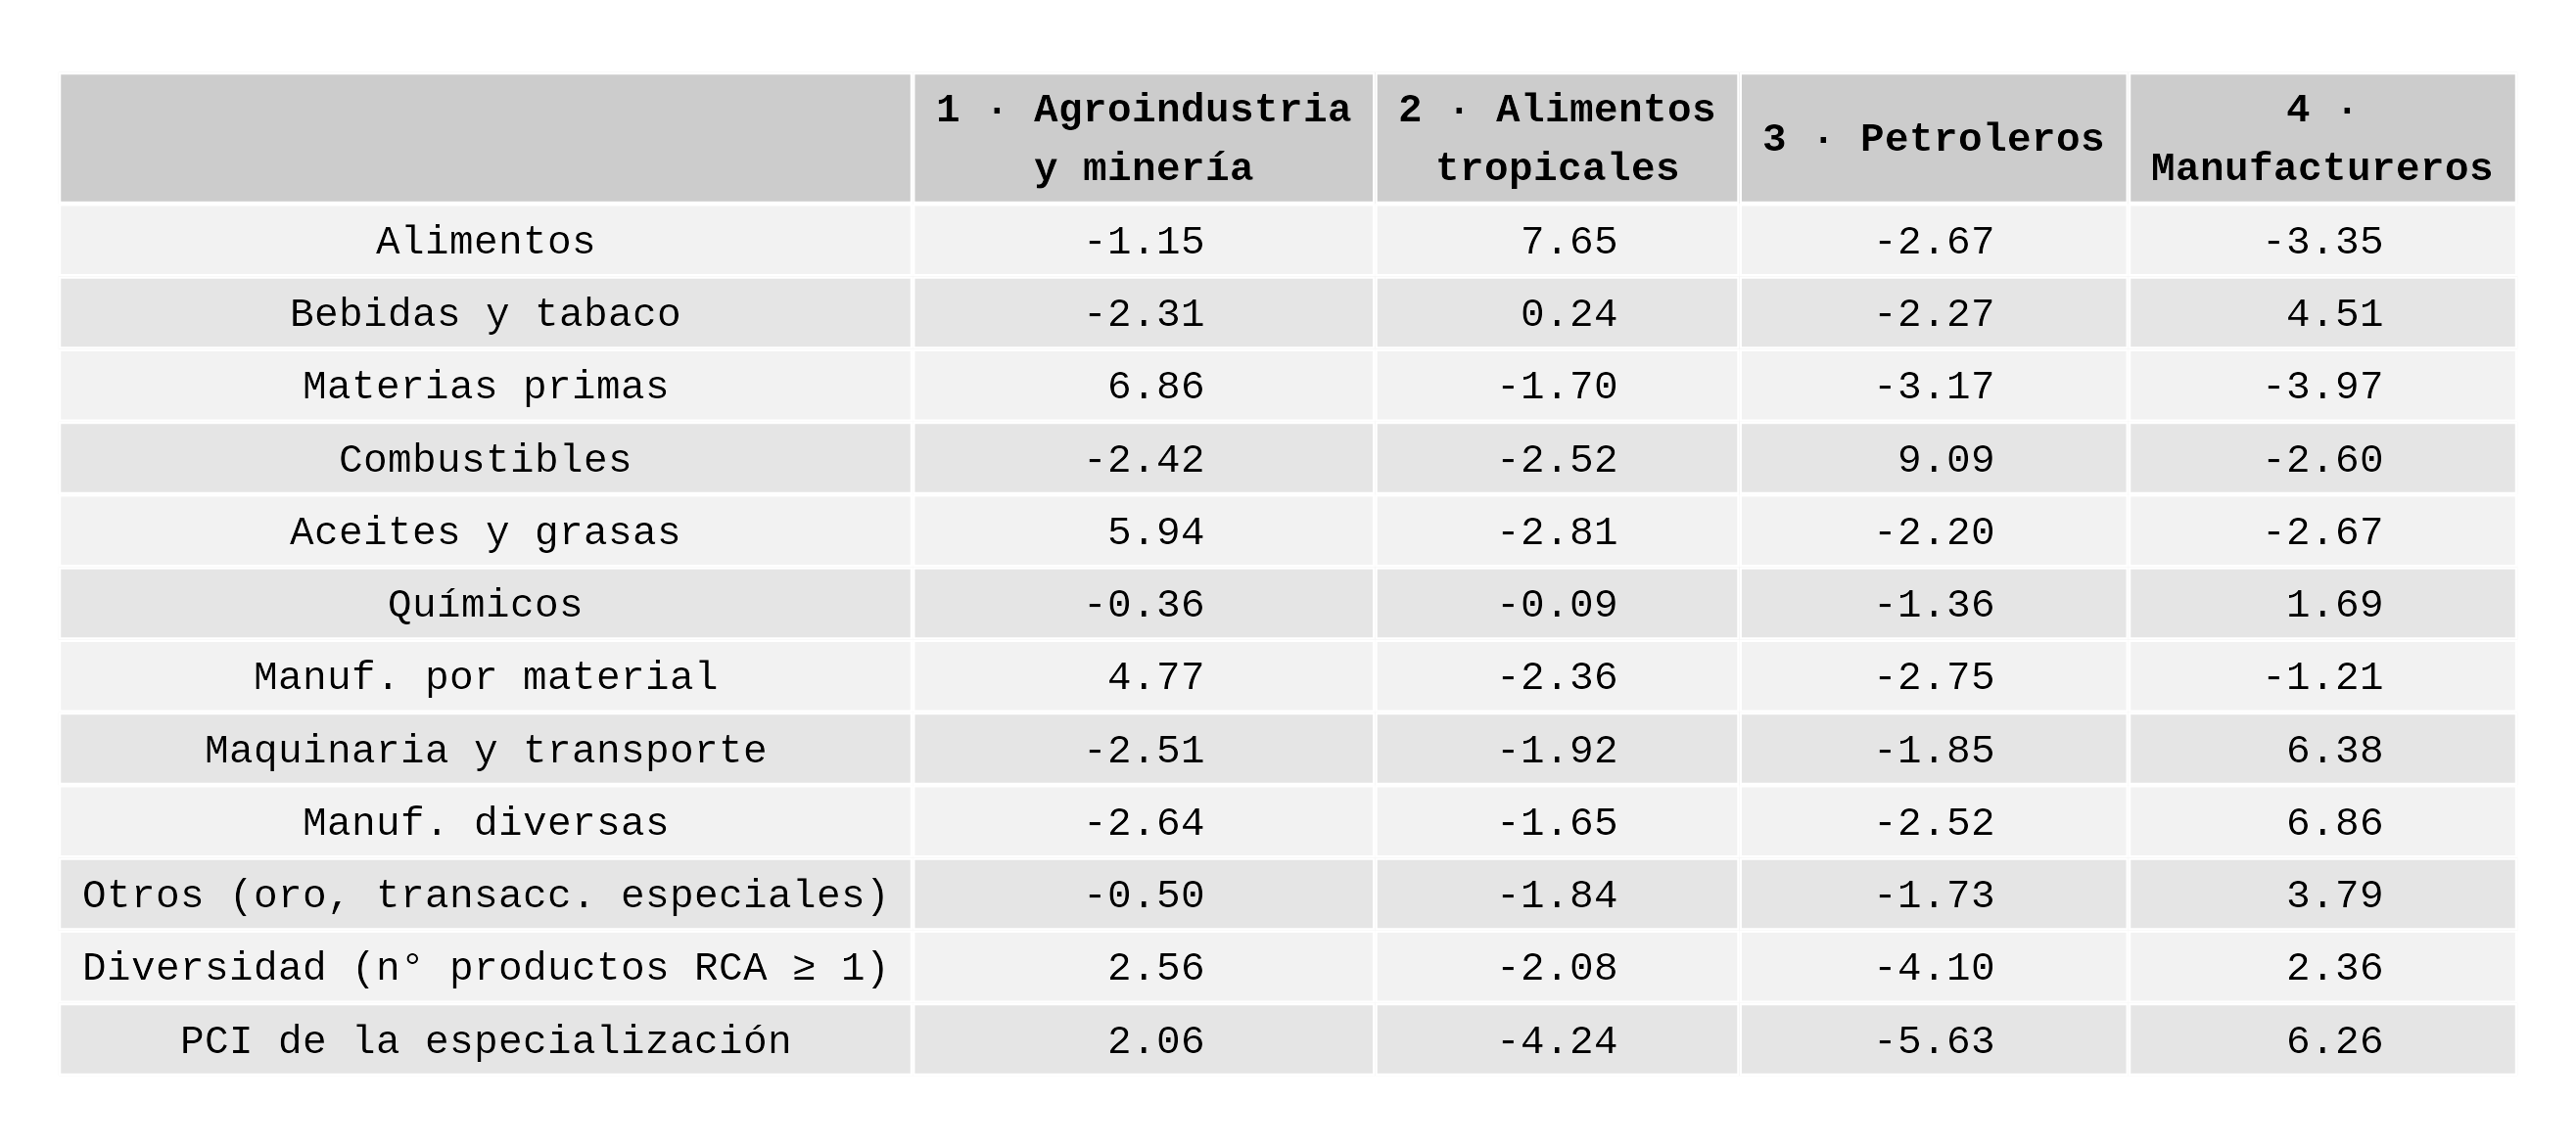 1 · Agroindustria y minería 2 · Alimentos tropicales 3 · Petroleros 4 · Manufactureros
Alimentos -1.15 7.65 -2.67 -3.35
Bebidas y tabaco -2.31 0.24 -2.27 4.51
Materias primas 6.86 -1.70 -3.17 -3.97
Combustibles -2.42 -2.52 9.09 -2.60
Aceites y grasas 5.94 -2.81 -2.20 -2.67
Químicos -0.36 -0.09 -1.36 1.69
Manuf. por material 4.77 -2.36 -2.75 -1.21
Maquinaria y transporte -2.51 -1.92 -1.85 6.38
Manuf. diversas -2.64 -1.65 -2.52 6.86
Otros (oro, transacc. especiales) -0.50 -1.84 -1.73 3.79
Diversidad (n° productos RCA ≥ 1) 2.56 -2.08 -4.10 2.36
PCI de la especialización 2.06 -4.24 -5.63 6.26